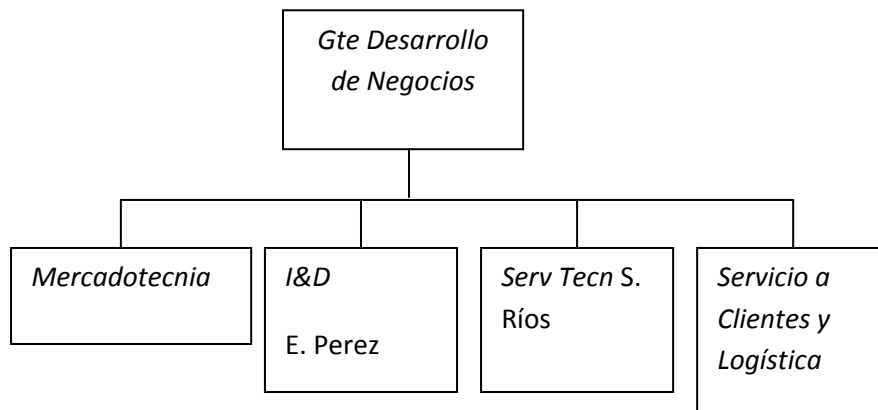 Gte Desarrollo
de Negocios
Mercadotecnia
I&D
E. Perez
Serv Tecn S.
Ríos
Servicio a
Clientes y
Logística